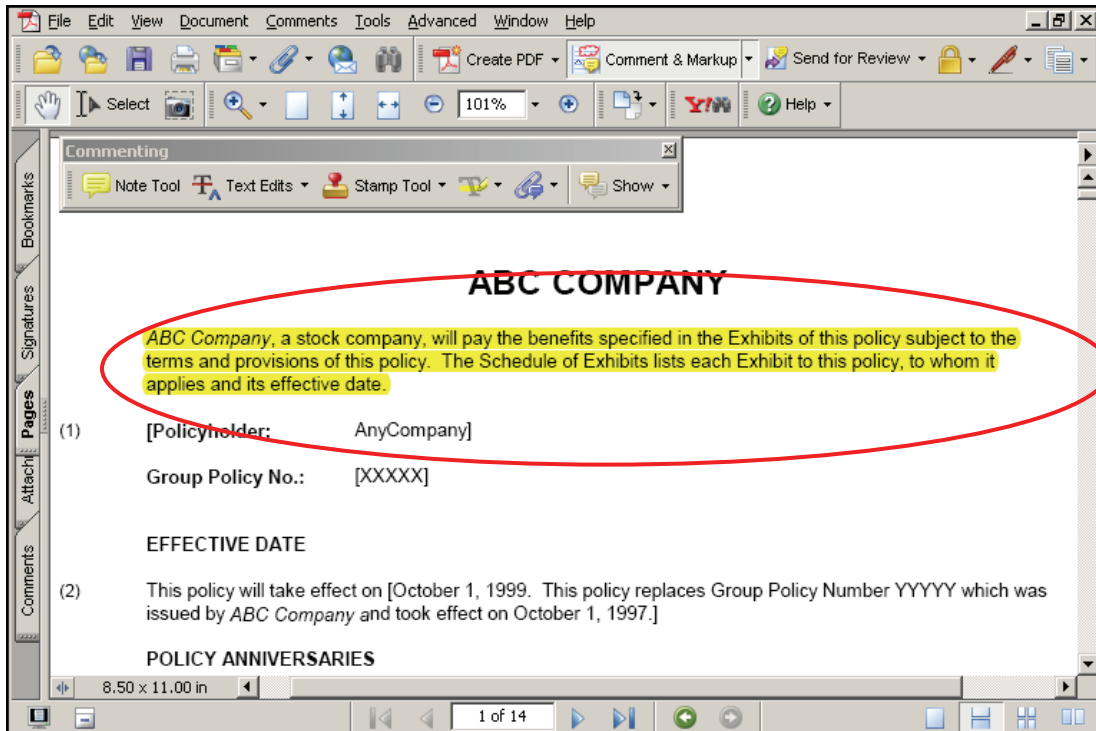 File Edit View Document Comments Tools Advanced Window Help
Create PDF Comment & Markup Send for Review
Select 101% Y! Help
Commenting
Note Tool Text Edits Stamp Tool Show
Bookmarks
Signatures
Pages
Attach
Comments
ABC COMPANY
ABC Company, a stock company, will pay the benefits specified in the Exhibits of this policy subject to the
terms and provisions of this policy. The Schedule of Exhibits lists each Exhibit to this policy, to whom it
applies and its effective date.
(1) [Policyholder: AnyCompany]
Group Policy No.: [XXXXX]
EFFECTIVE DATE
(2) This policy will take effect on [October 1, 1999. This policy replaces Group Policy Number YYYYY which was
issued by ABC Company and took effect on October 1, 1997.]
POLICY ANNIVERSARIES
8.50 x 11.00 in
1 of 14